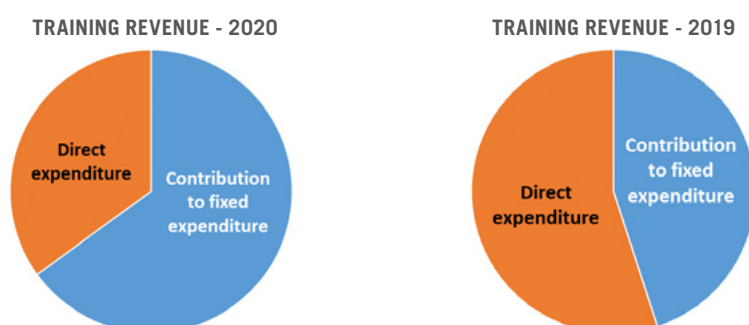 TRAINING REVENUE - 2020
Direct
expenditure
Contribution
to fixed
expenditure
TRAINING REVENUE - 2019
Direct
expenditure
Contribution
to fixed
expenditure